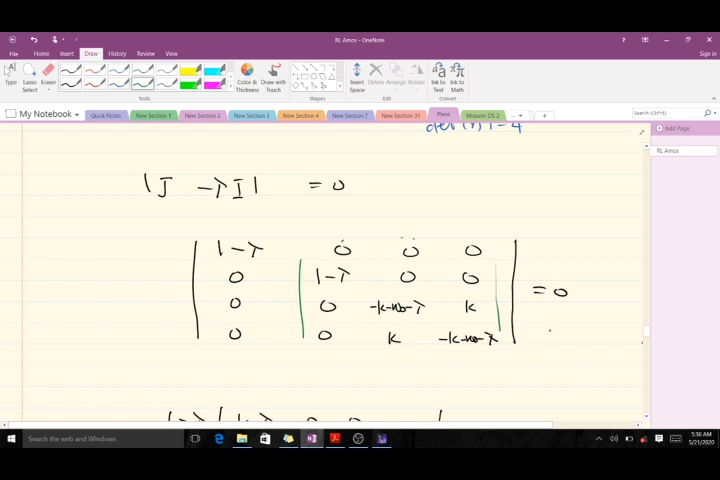 RL Amos - OneNote
Sign in
File Home Insert Draw History Review View
Type Lasso Select Eraser Color & Thickness Draw with Touch Insert Space Delete Arrange Rotate Ink to Text Ink to Math
Tools Shapes Edit Convert
My Notebook Quick Notes New Section 1 New Section 2 New Section 3 New Section 4 New Section 7 New Section 31 Plane Midterm DS 2 ... + Search (Ctrl+E)
Add Page
RL Amos
|J -λI| = 0
1-λ 0 0 0
0 1-λ 0 0
0 0 -k-w₀-λ k = 0
0 0 k -k-w₀-λ
Search the web and Windows
5:36 AM
5/21/2020